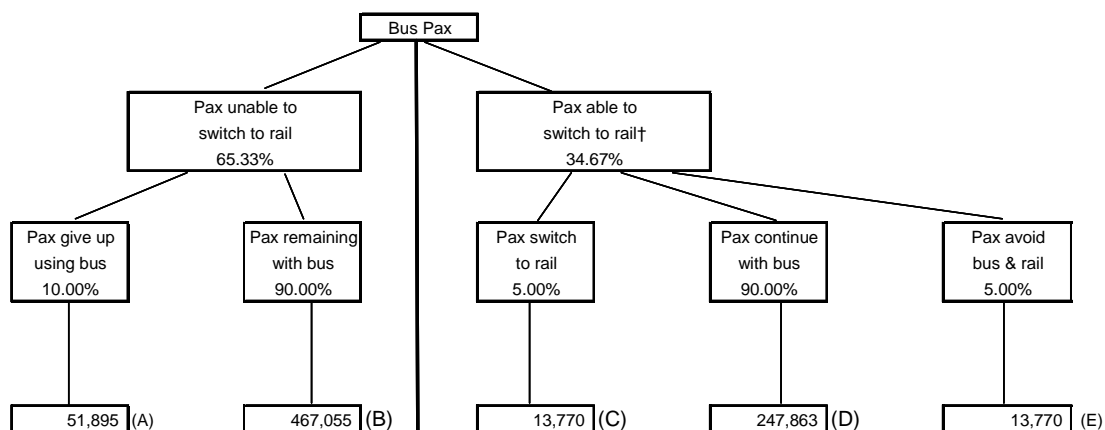 Bus Pax
Pax unable to
switch to rail
65.33%
Pax able to
switch to rail†
34.67%
Pax give up
using bus
10.00%
Pax remaining
with bus
90.00%
Pax switch
to rail
5.00%
Pax continue
with bus
90.00%
Pax avoid
bus & rail
5.00%
51,895 (A)
467,055 (B)
13,770 (C)
247,863 (D)
13,770 (E)